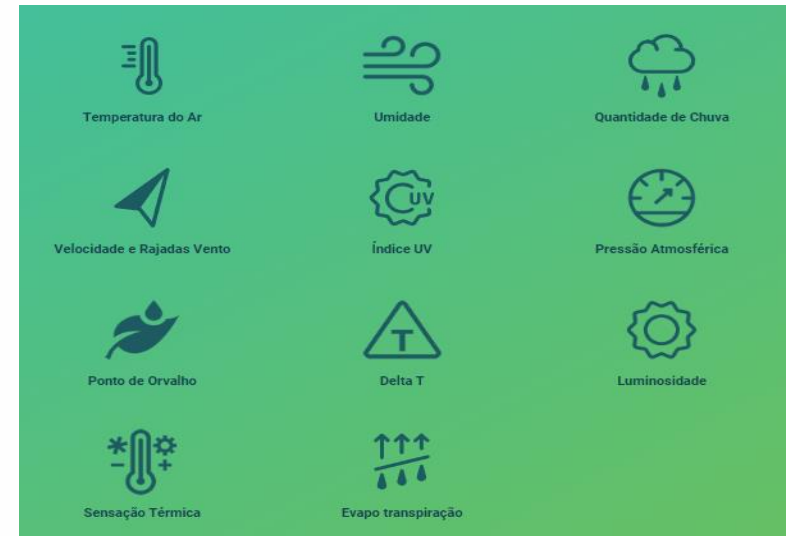 Temperatura do Ar
Umidade
Quantidade de Chuva
Velocidade e Rajadas Vento
UV
Índice UV
Pressão Atmosférica
Ponto de Orvalho
T
Delta T
Luminosidade
Sensação Térmica
Evapo transpiração